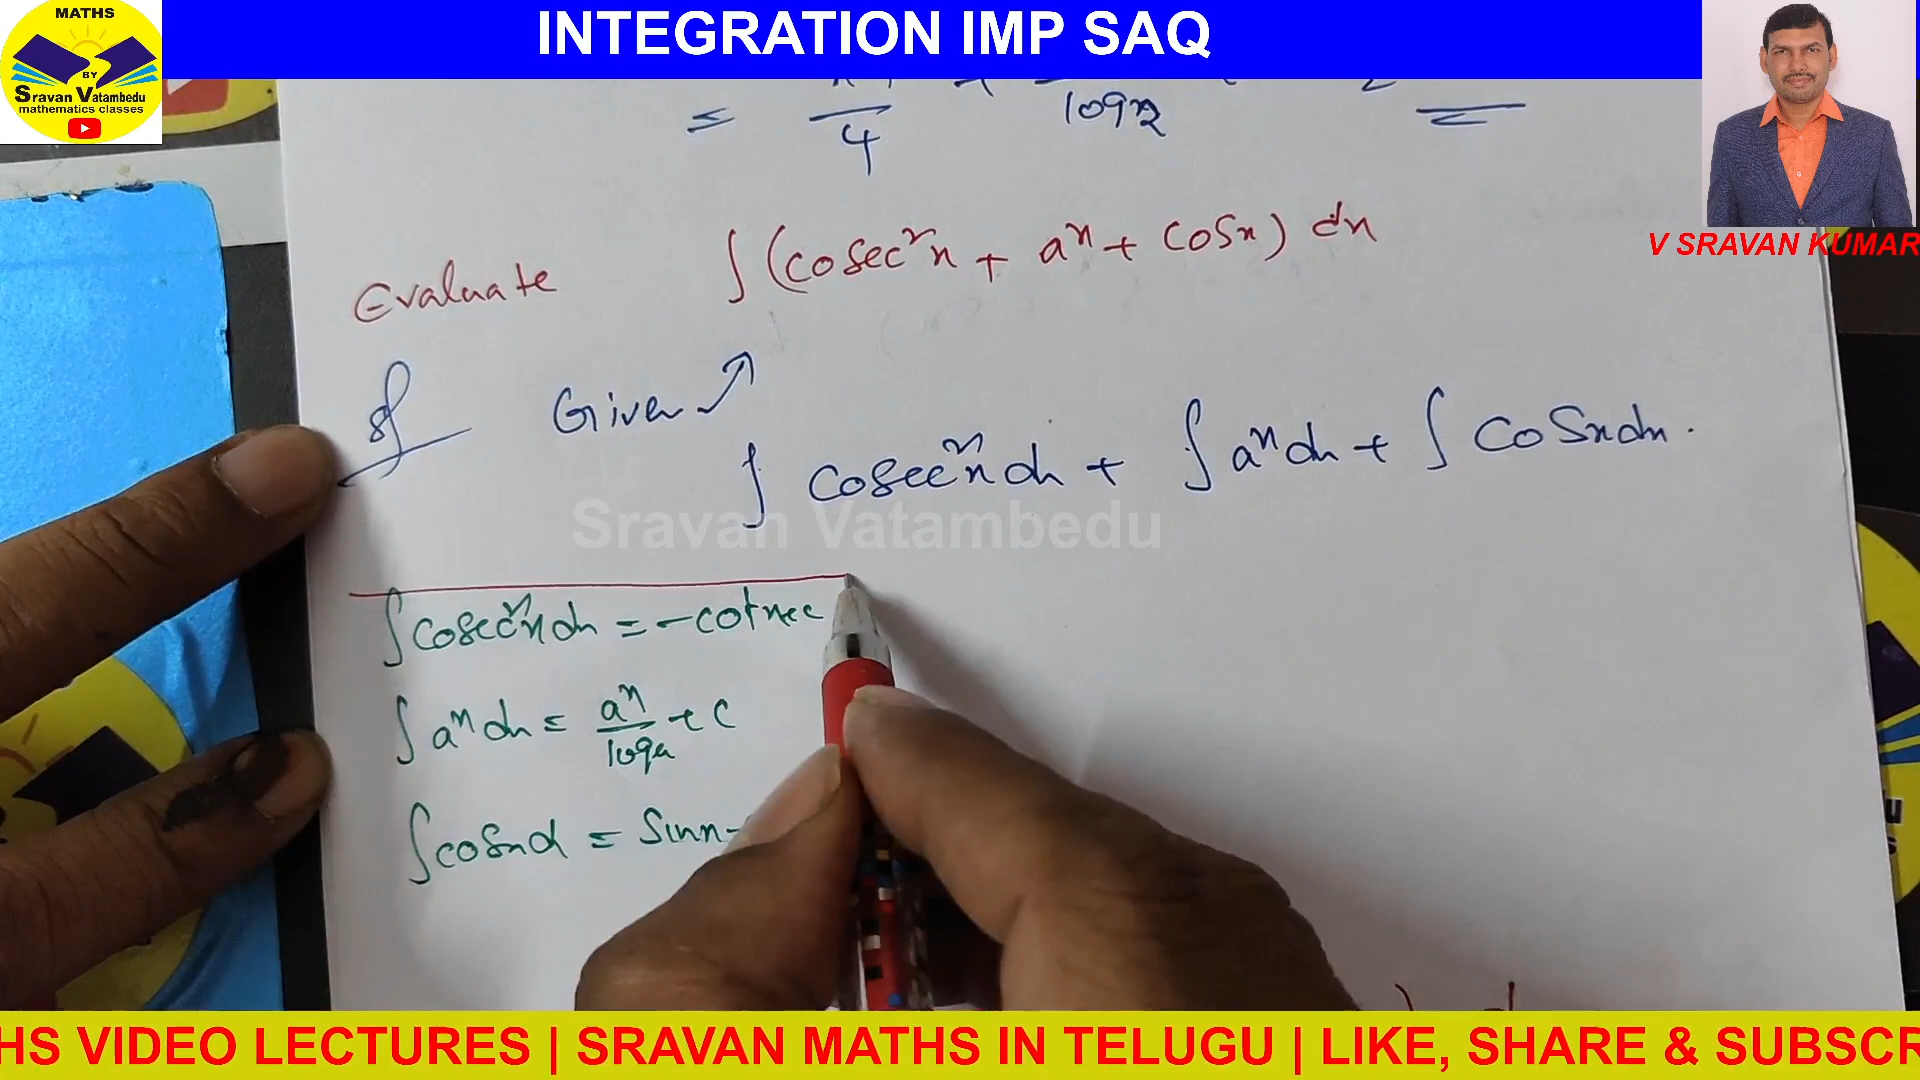 MATHS
BY
Sravan Vatambedu
mathematics classes
INTEGRATION IMP SAQ
V SRAVAN KUMAR
4 logx 2
Evaluate ∫(cosec²x + aˣ + cosx) dx
Given
∫ cosec²x dx + ∫ aˣ dx + ∫ cosx dx.
Sravan Vatambedu
∫cosec²x dx = -cotx+c
∫aˣ dx = aˣ/loga + c
∫cosx d = sinx +
HS VIDEO LECTURES | SRAVAN MATHS IN TELUGU | LIKE, SHARE & SUBSCR